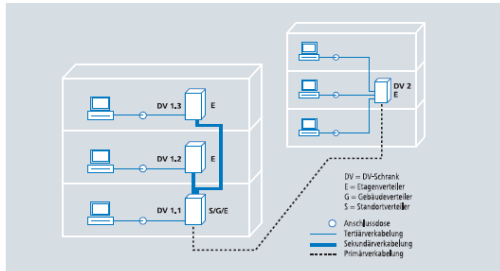 DV 1.3 E
DV 2
E
DV 1.2 E
DV 1.1 S/G/E
DV = DV-Schrank
E = Etagenverteiler
G = Gebäudeverteiler
S = Standortverteiler
Anschlussdose
Tertiärverkabelung
Sekundärverkabelung
Primärverkabelung